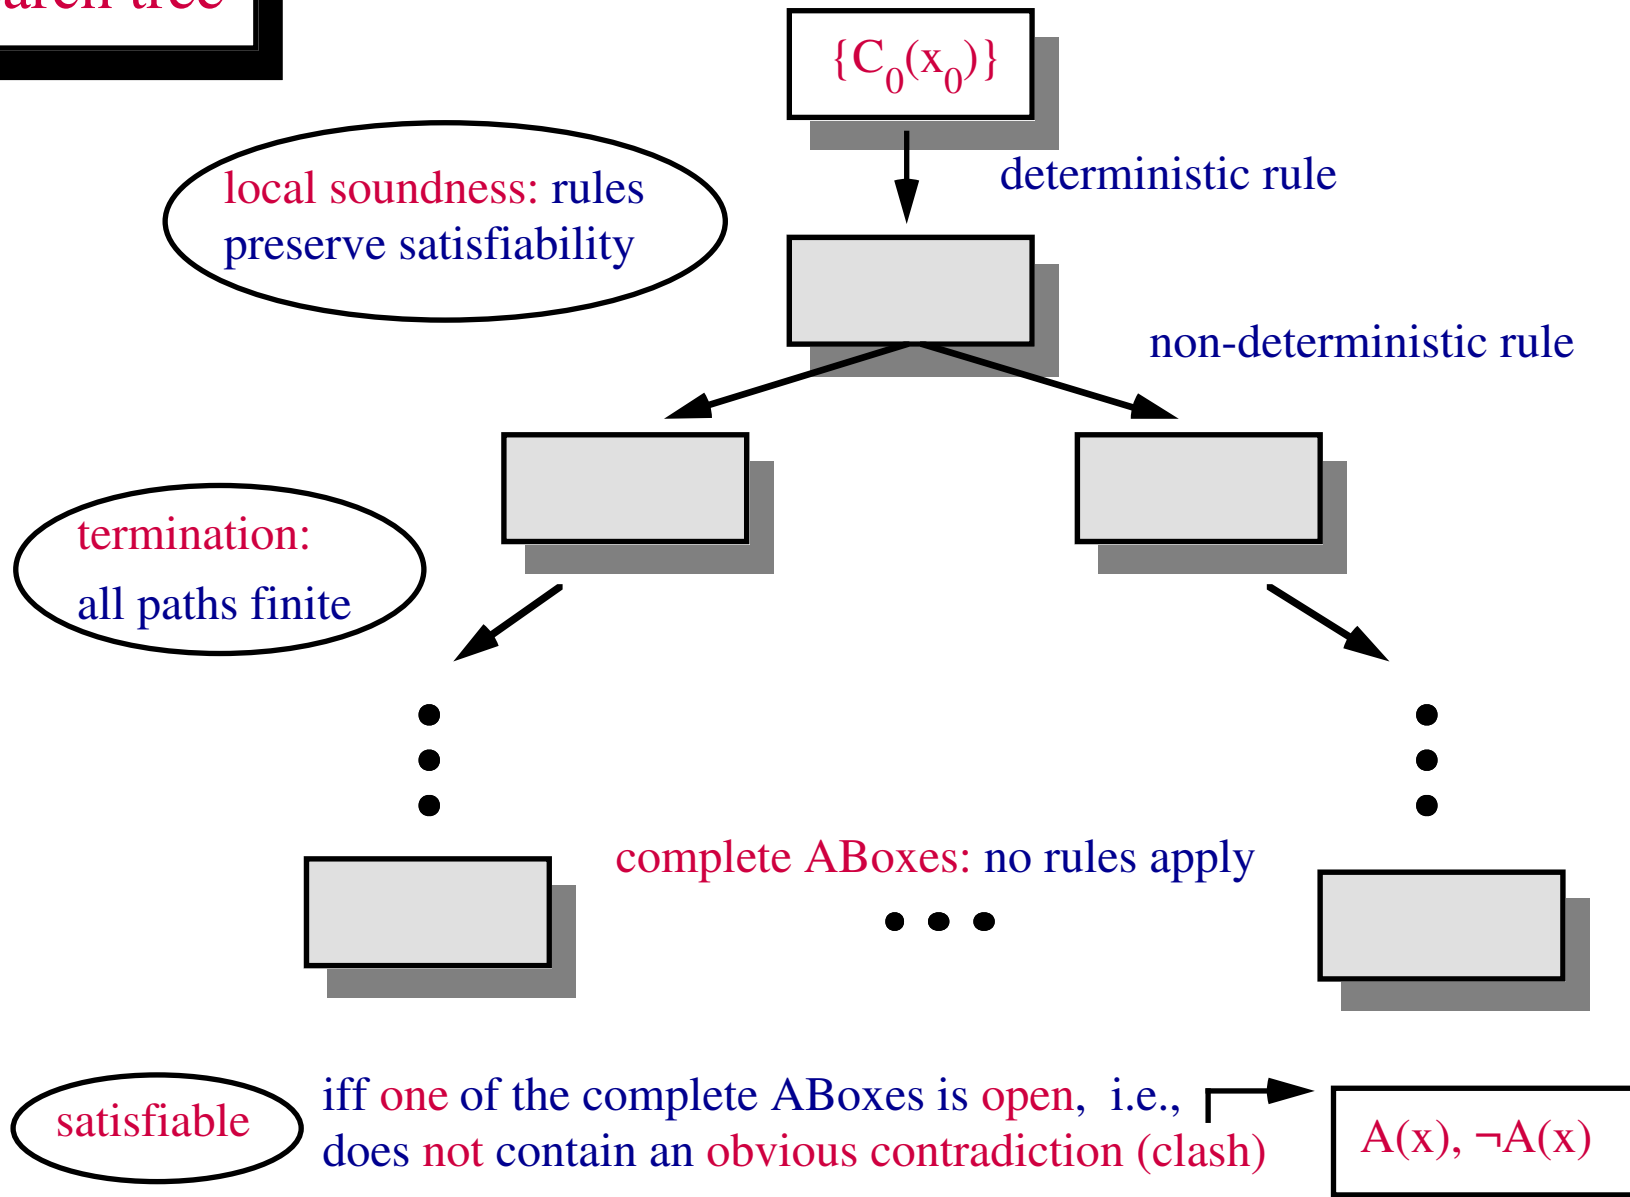 tree
{C₀(x₀)}
deterministic rule
local soundness: rules
preserve satisfiability
non-deterministic rule
termination:
all paths finite
complete ABoxes: no rules apply
satisfiable
iff one of the complete ABoxes is open, i.e.,
does not contain an obvious contradiction (clash)
A(x), ¬A(x)